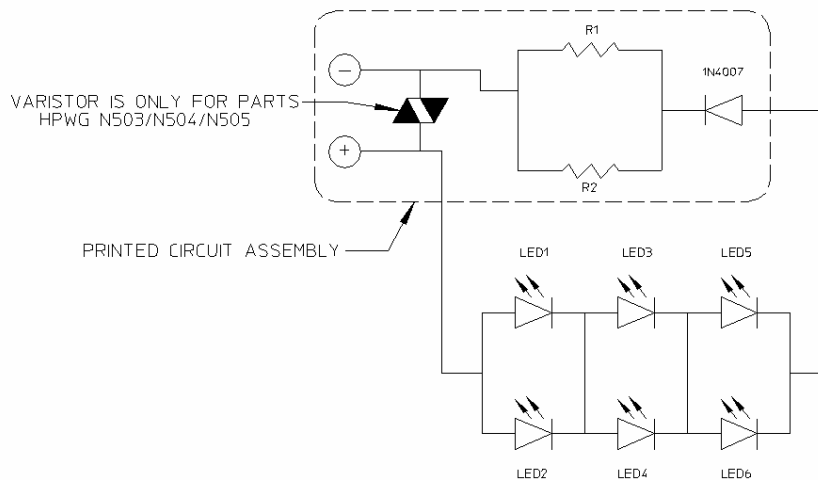 R1
1N4007
−
VARISTOR IS ONLY FOR PARTS
HPWG N503/N504/N505
+
R2
PRINTED CIRCUIT ASSEMBLY
LED1 LED3 LED5
LED2 LED4 LED6